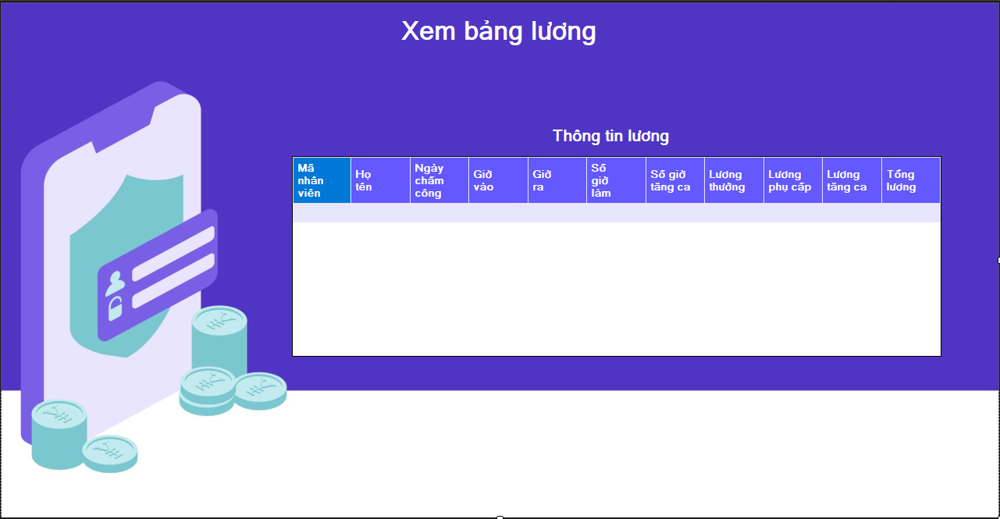 Xem bảng lương
Thông tin lương
Mã
nhân
viên
Họ
tên
Ngày
chấm
công
Giờ
vào
Giờ
ra
Số
giờ
làm
Số giờ
tăng ca
Lương
thưởng
Lương
phụ cấp
Lương
tăng ca
Tổng
lương